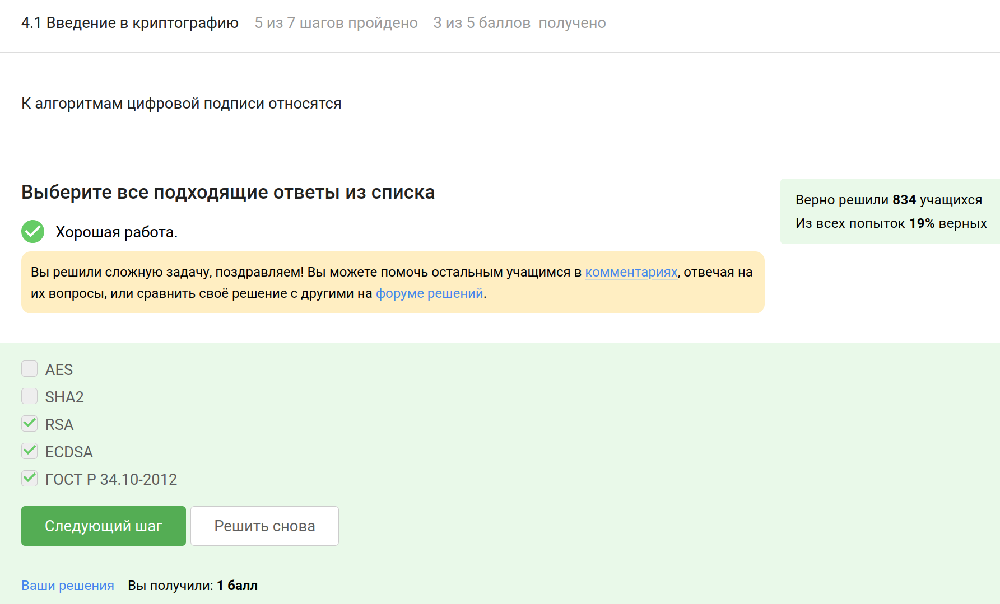 4.1 Введение в криптографию 5 из 7 шагов пройдено 3 из 5 баллов получено
К алгоритмам цифровой подписи относятся
Выберите все подходящие ответы из списка
Верно решили 834 учащихся
Из всех попыток 19% верных
Хорошая работа.
Вы решили сложную задачу, поздравляем! Вы можете помочь остальным учащимся в комментариях, отвечая на
их вопросы, или сравнить своё решение с другими на форуме решений.
AES
SHA2
RSA
ECDSA
ГОСТ Р 34.10-2012
Следующий шаг Решить снова
Ваши решения Вы получили: 1 балл